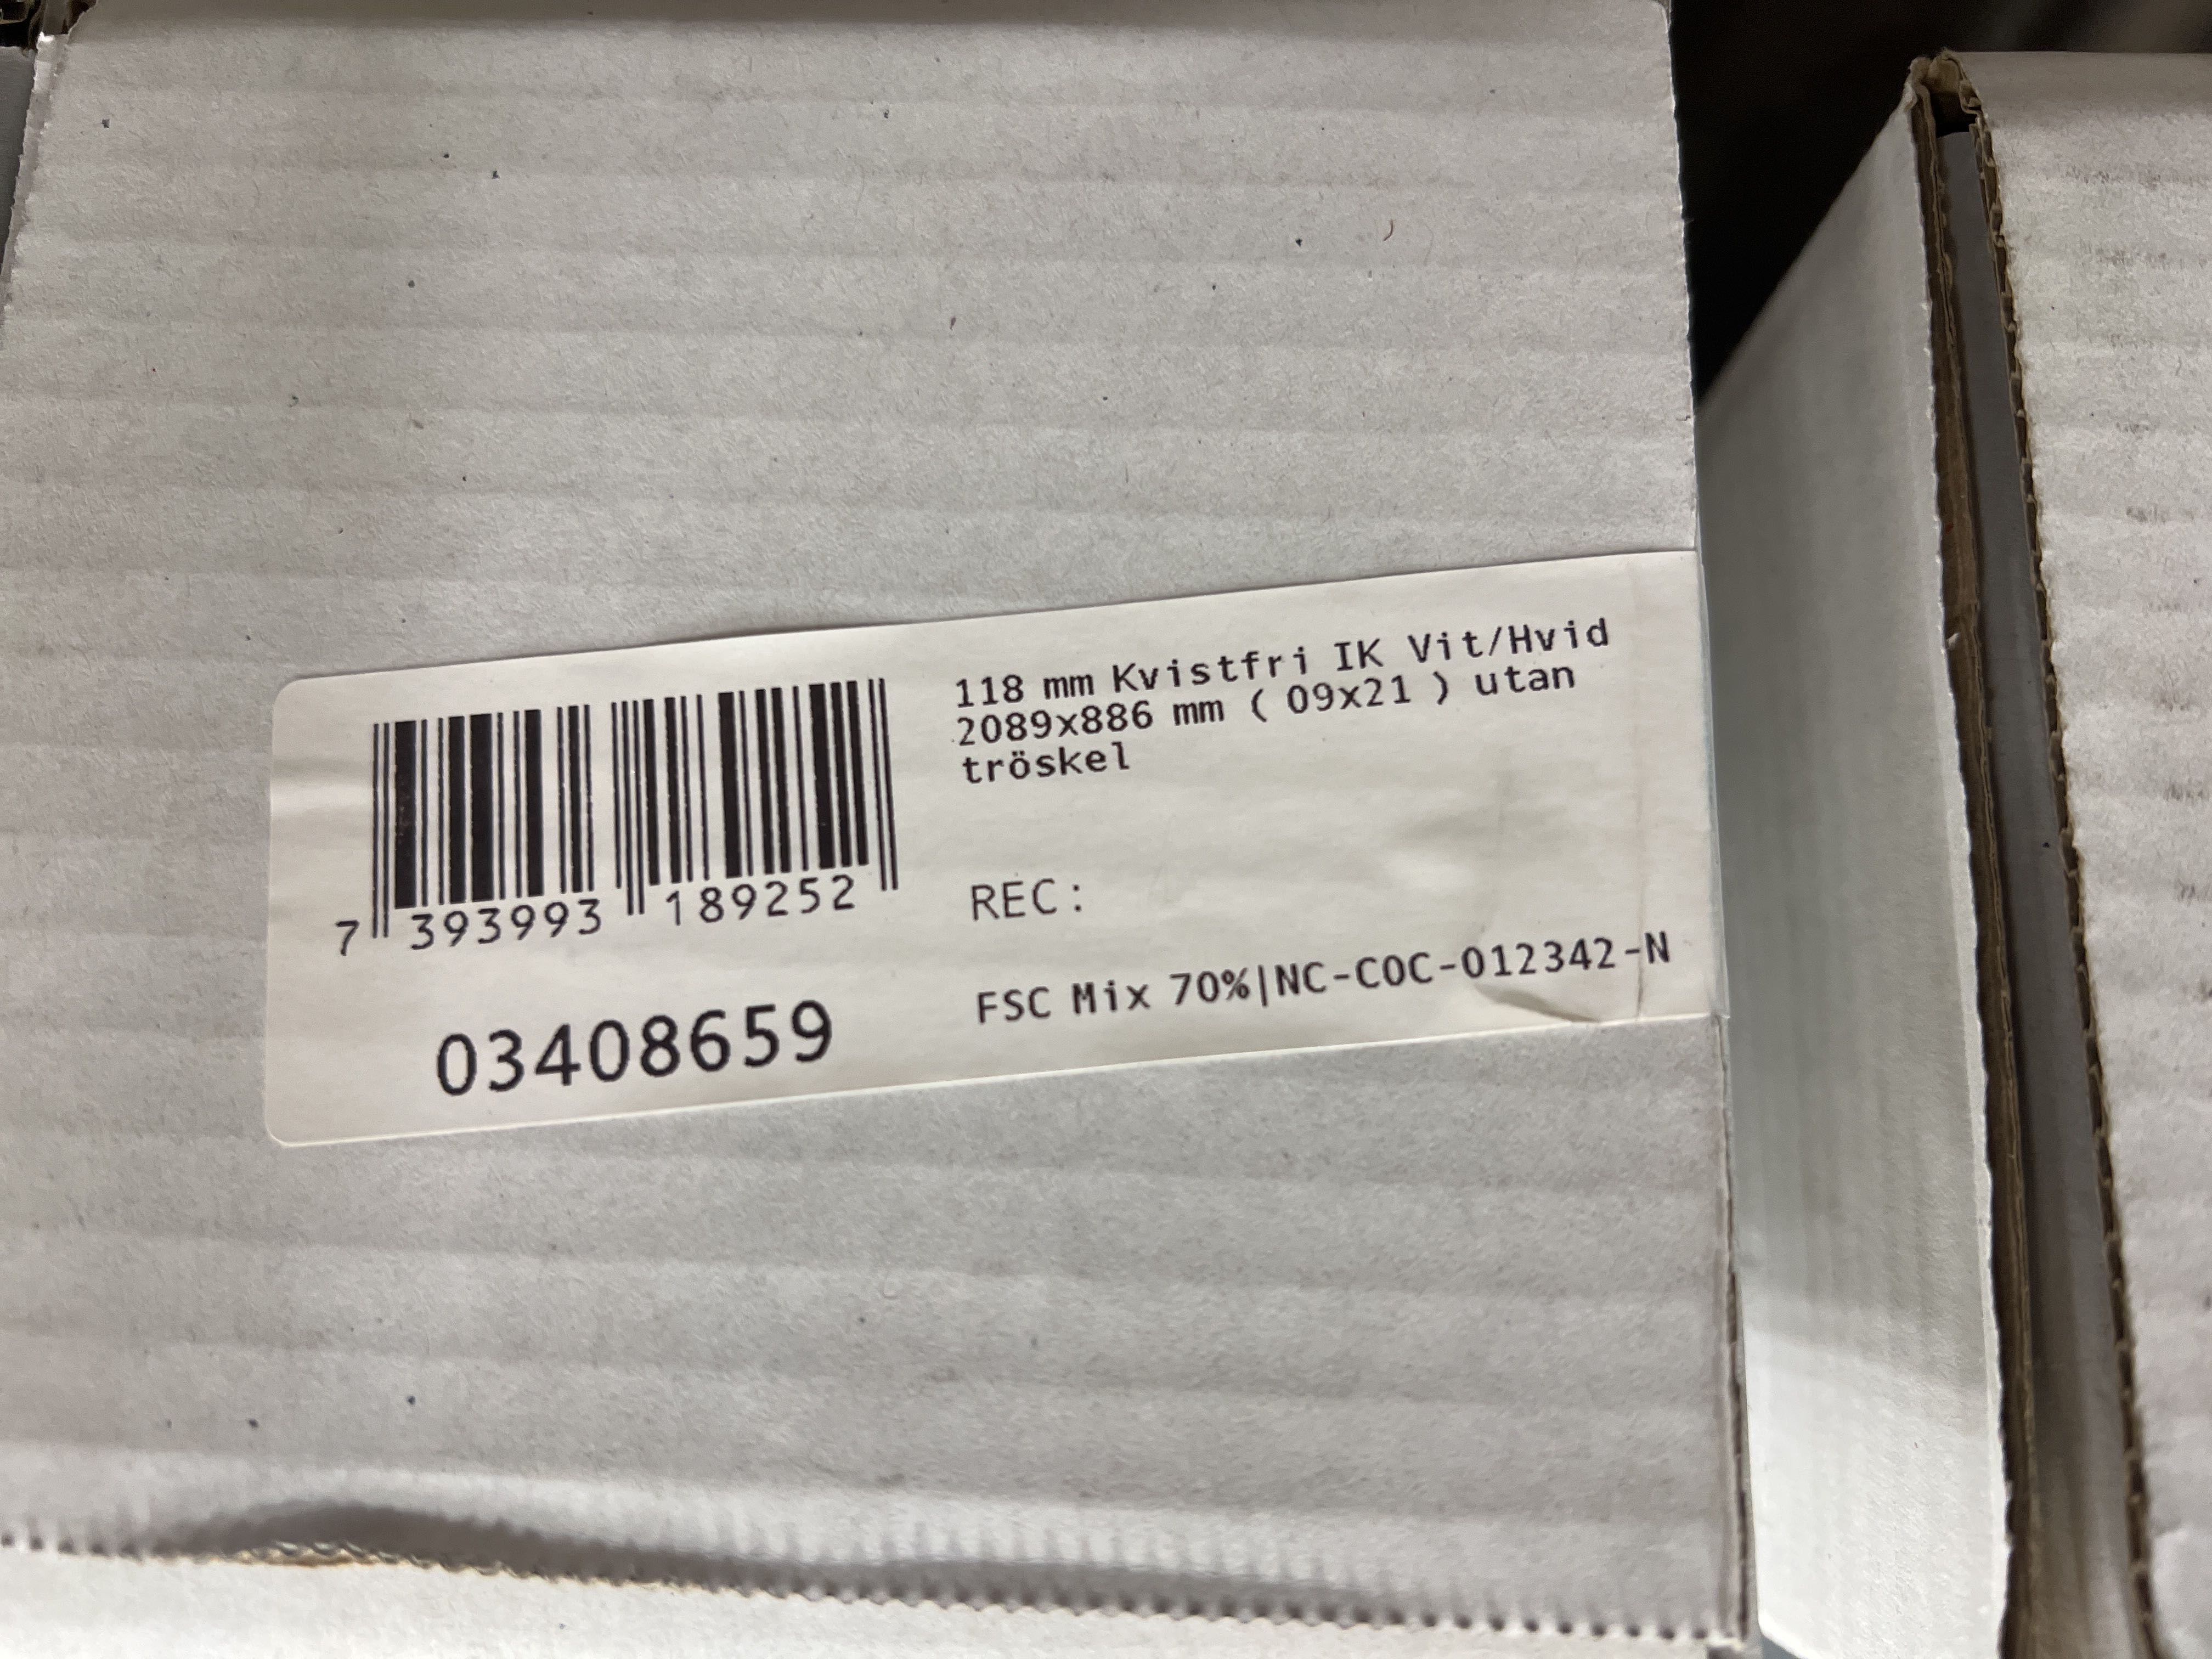 118 mm Kvistfri IK Vit/Hvid
2089x886 mm ( 09x21 ) utan
tröskel
7 393993 189252
REC:
03408659
FSC Mix 70%|NC-COC-012342-N